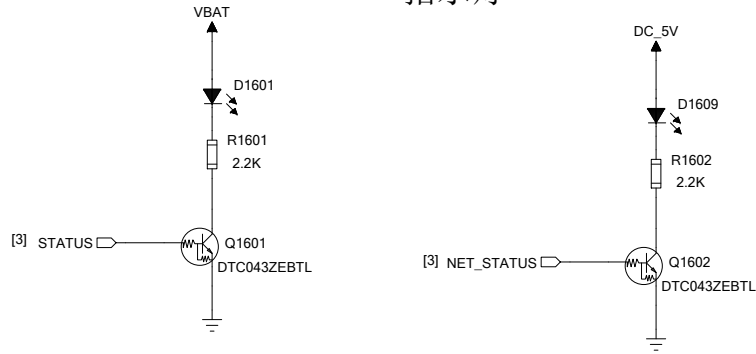 VBAT
D1601
R1601
2.2K
[3] STATUS
Q1601
DTC043ZEBTL
DC_5V
D1609
R1602
2.2K
[3] NET_STATUS
Q1602
DTC043ZEBTL